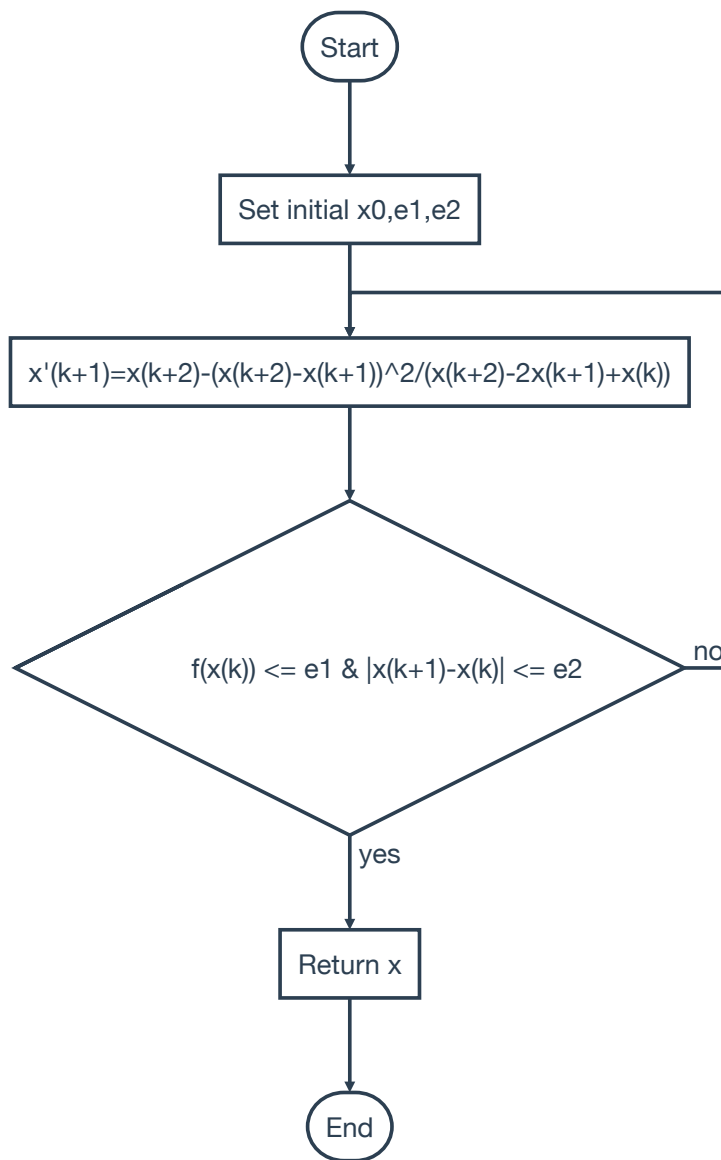 Start
Set initial x0,e1,e2
x'(k+1)=x(k+2)-(x(k+2)-x(k+1))^2/(x(k+2)-2x(k+1)+x(k))
f(x(k)) <= e1 & |x(k+1)-x(k)| <= e2
no
yes
Return x
End